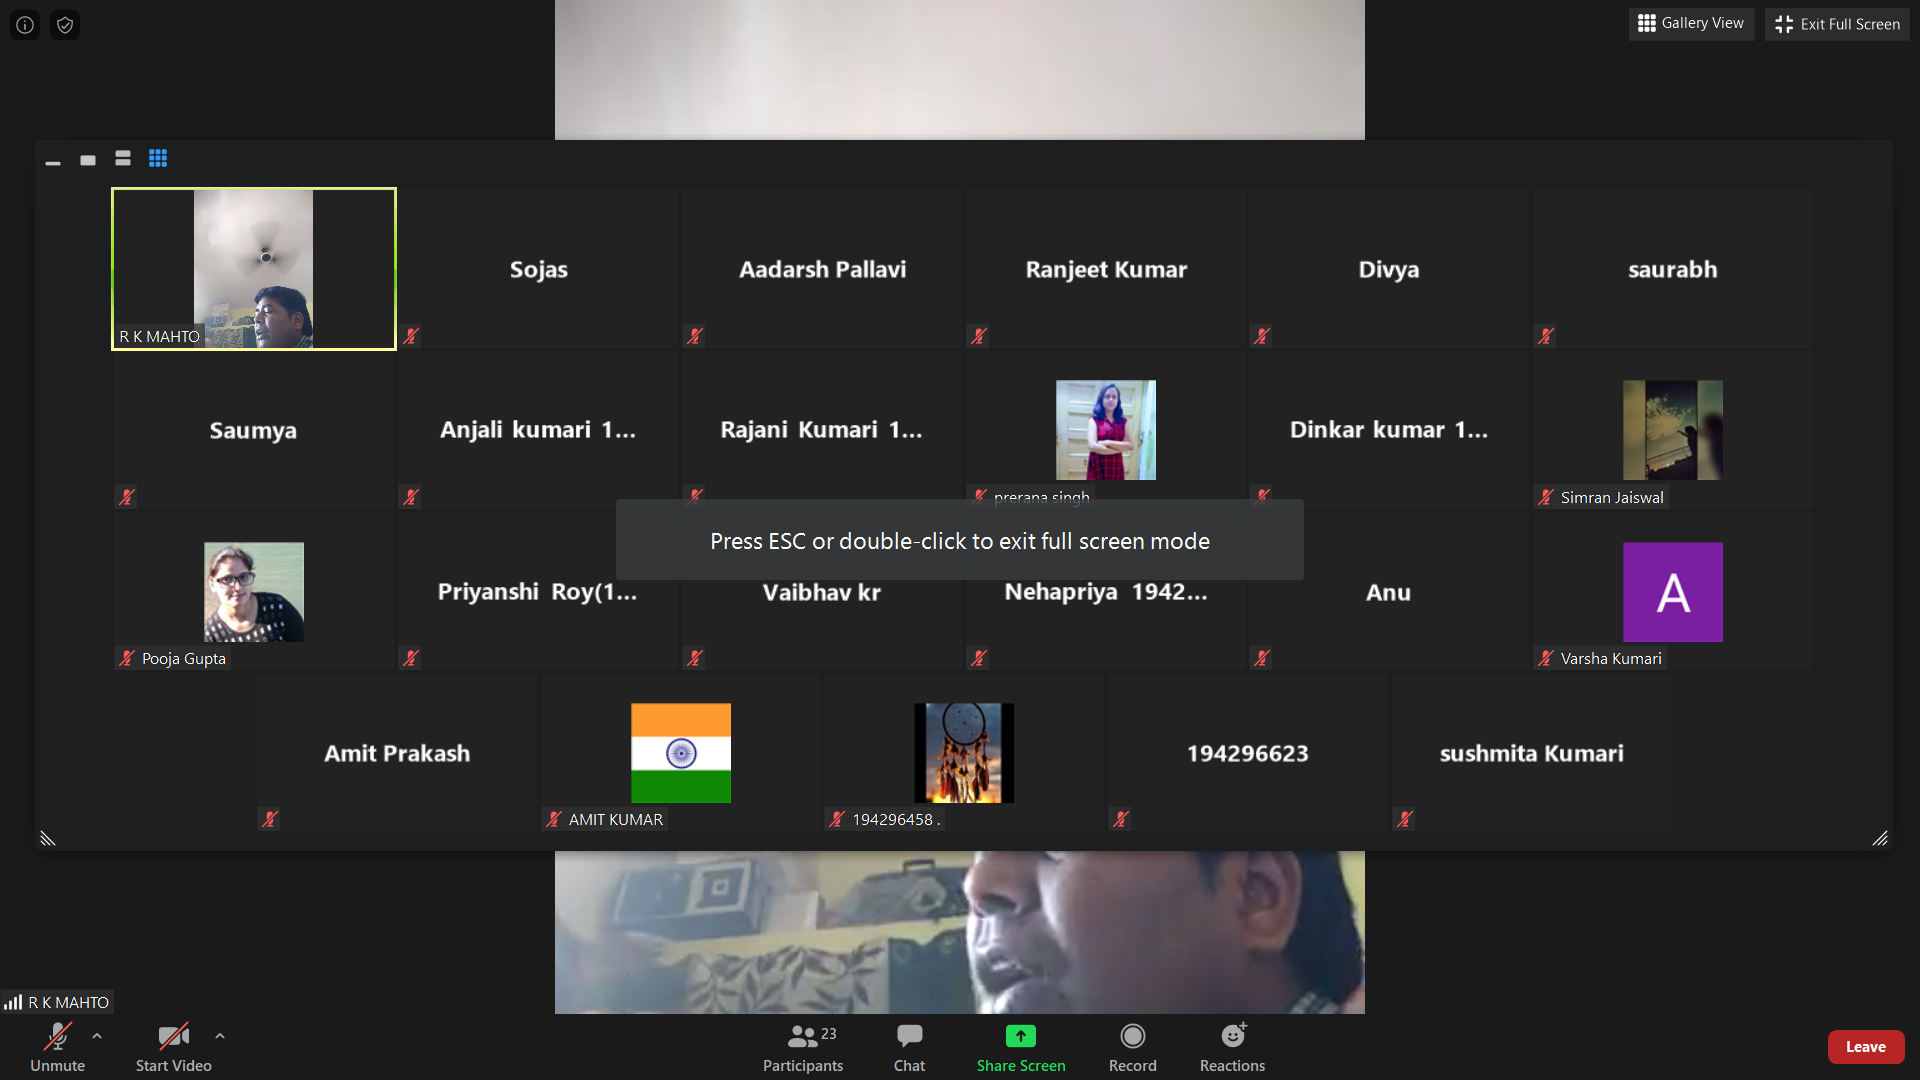 Gallery View
Exit Full Screen
R K MAHTO
Sojas
Aadarsh Pallavi
Ranjeet Kumar
Divya
saurabh
Saumya
Anjali kumari 1...
Rajani Kumari 1...
prerana singh
Dinkar kumar 1...
Simran Jaiswal
Press ESC or double-click to exit full screen mode
Pooja Gupta
Priyanshi Roy(1...
Vaibhav kr
Nehapriya 1942...
Anu
A
Varsha Kumari
Amit Prakash
AMIT KUMAR
194296458 .
194296623
sushmita Kumari
R K MAHTO
Unmute
Start Video
23
Participants
Chat
Share Screen
Record
Reactions
Leave